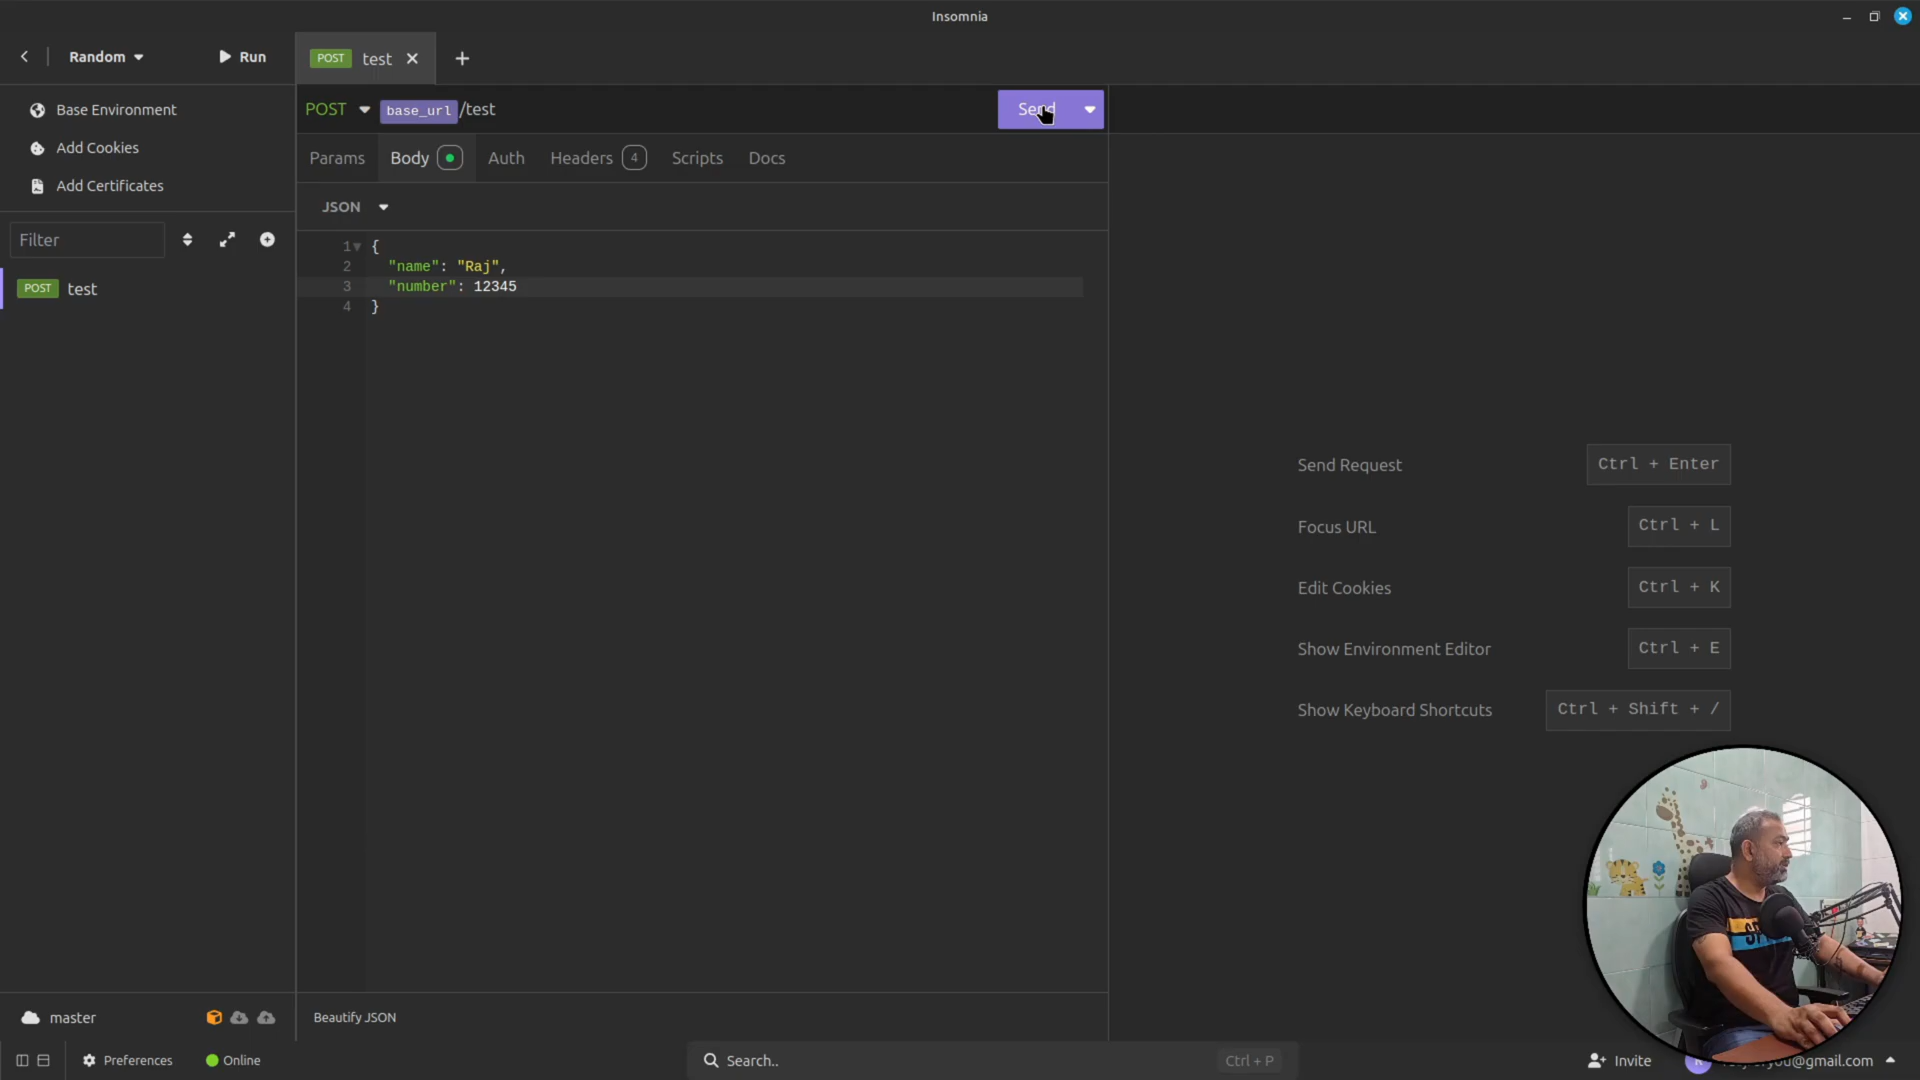 Insomnia
Random
Run
POST test
Base Environment
Add Cookies
Add Certificates
Filter
POST test
POST base_url /test
Send
Params Body Auth Headers 4 Scripts Docs
JSON
1 {
2 "name": "Raj",
3 "number": 12345
4 }
Send Request Ctrl + Enter
Focus URL Ctrl + L
Edit Cookies Ctrl + K
Show Environment Editor Ctrl + E
Show Keyboard Shortcuts Ctrl + Shift + /
master
Beautify JSON
Preferences
Online
Search.. Ctrl + P
Invite